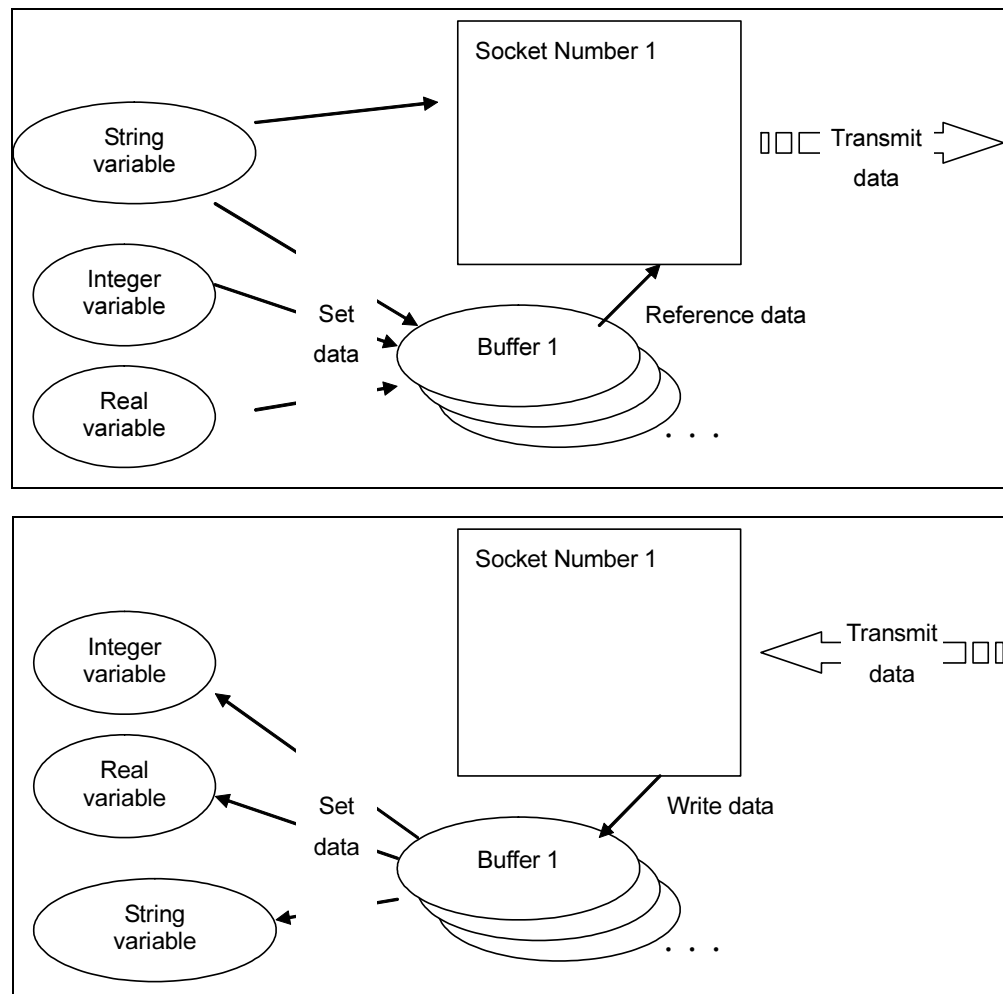 Socket Number 1
String
variable
Transmit
data
Integer
variable
Set
data
Reference data
Buffer 1
Real
variable
. . .
Socket Number 1
Integer
variable
Transmit
data
Real
variable
Set
data
Write data
Buffer 1
String
variable
. . .